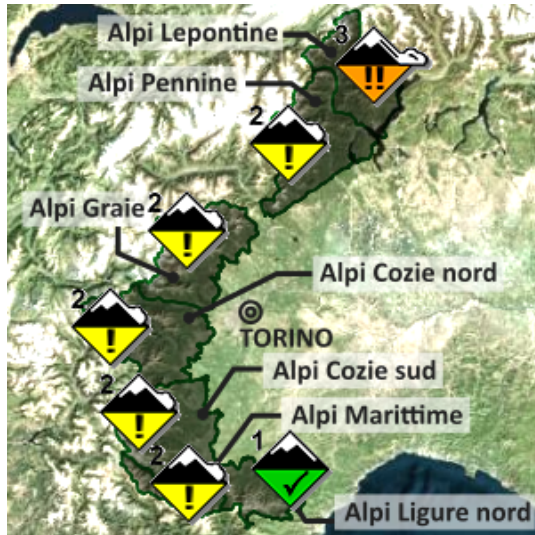 Alpi Lepontine
3
!!
Alpi Pennine
2
!
Alpi Graie
2
!
Alpi Cozie nord
2
!
TORINO
Alpi Cozie sud
2
!
Alpi Marittime
2
!
1
Alpi Ligure nord